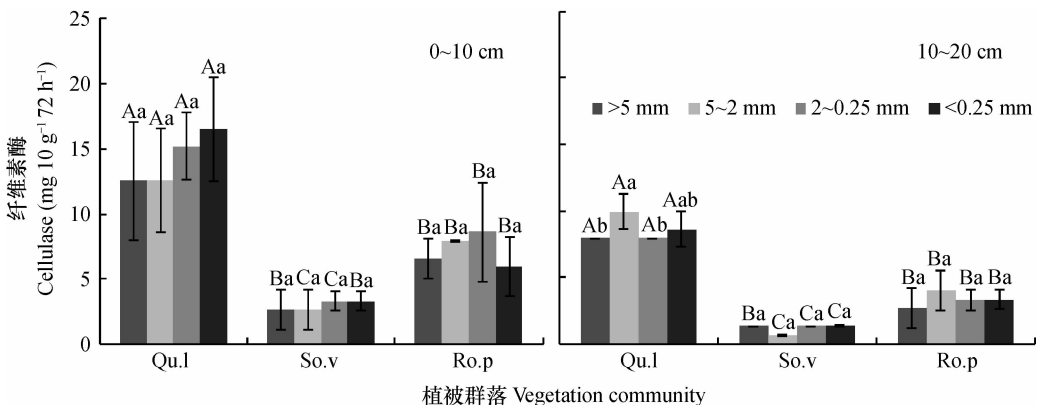 25
20
15
10
5
0
纤维素酶
Cellulase (mg 10 g⁻¹ 72 h⁻¹)
0~10 cm
Aa Aa Aa Aa
Ba Ca Ca Ba
Ba Ba Ba Ba
10~20 cm
>5 mm 5~2 mm 2~0.25 mm <0.25 mm
Ab Aa Ab Aab
Ba Ca Ca Ca
Ba Ba Ba Ba
Qu.l So.v Ro.p Qu.l So.v Ro.p
植被群落 Vegetation community